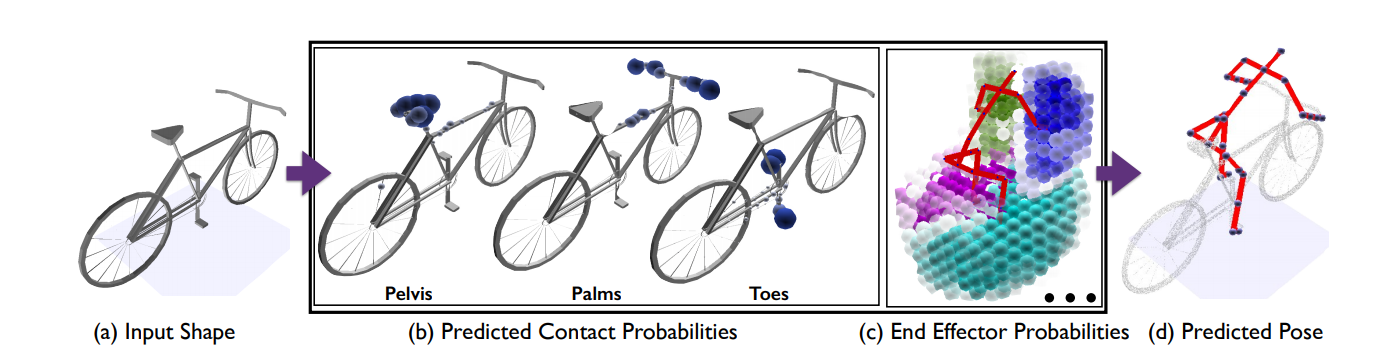 Pelvis
Palms
Toes
(a) Input Shape
(b) Predicted Contact Probabilities
(c) End Effector Probabilities
(d) Predicted Pose